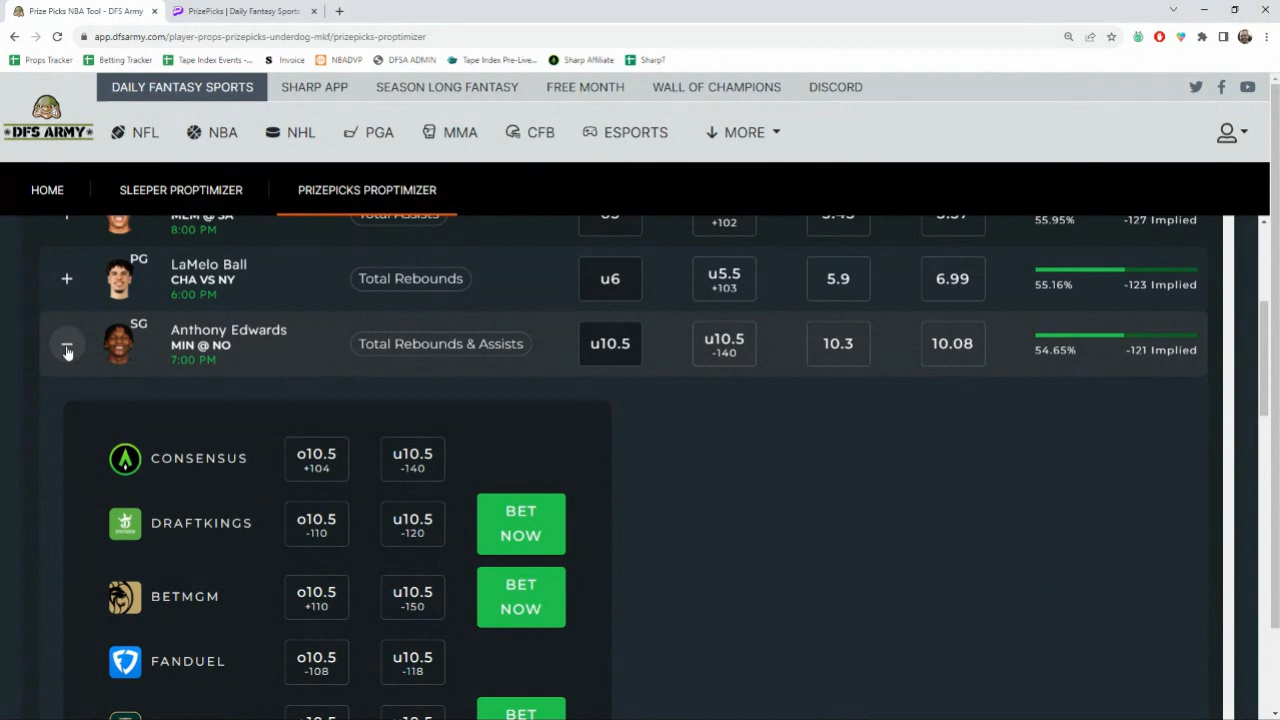 Prize Picks NBA Tool - DFS Army
PrizePicks | Daily Fantasy Sports
app.dfsarmy.com/player-props-prizepicks-underdog-mkf/prizepicks-proptimizer
Props Tracker
Betting Tracker
Tape Index Events -...
Invoice
NBADVP
DFSA ADMIN
Tape Index Pre-Live...
Sharp Affiliate
SharpT
DAILY FANTASY SPORTS
SHARP APP
SEASON LONG FANTASY
FREE MONTH
WALL OF CHAMPIONS
DISCORD
DFS ARMY
NFL
NBA
NHL
PGA
MMA
CFB
ESPORTS
MORE
HOME
SLEEPER PROPTIMIZER
PRIZEPICKS PROPTIMIZER
MEM @ SA
8:00 PM
Total Assists
+102
55.95%
-127 Implied
PG
LaMelo Ball
CHA VS NY
6:00 PM
Total Rebounds
u6
u5.5
+103
5.9
6.99
55.16%
-123 Implied
SG
Anthony Edwards
MIN @ NO
7:00 PM
Total Rebounds & Assists
u10.5
u10.5
-140
10.3
10.08
54.65%
-121 Implied
CONSENSUS
o10.5
+104
u10.5
-140
DRAFTKINGS
o10.5
-110
u10.5
-120
BET
NOW
BETMGM
o10.5
+110
u10.5
-150
BET
NOW
FANDUEL
o10.5
-108
u10.5
-118
BET